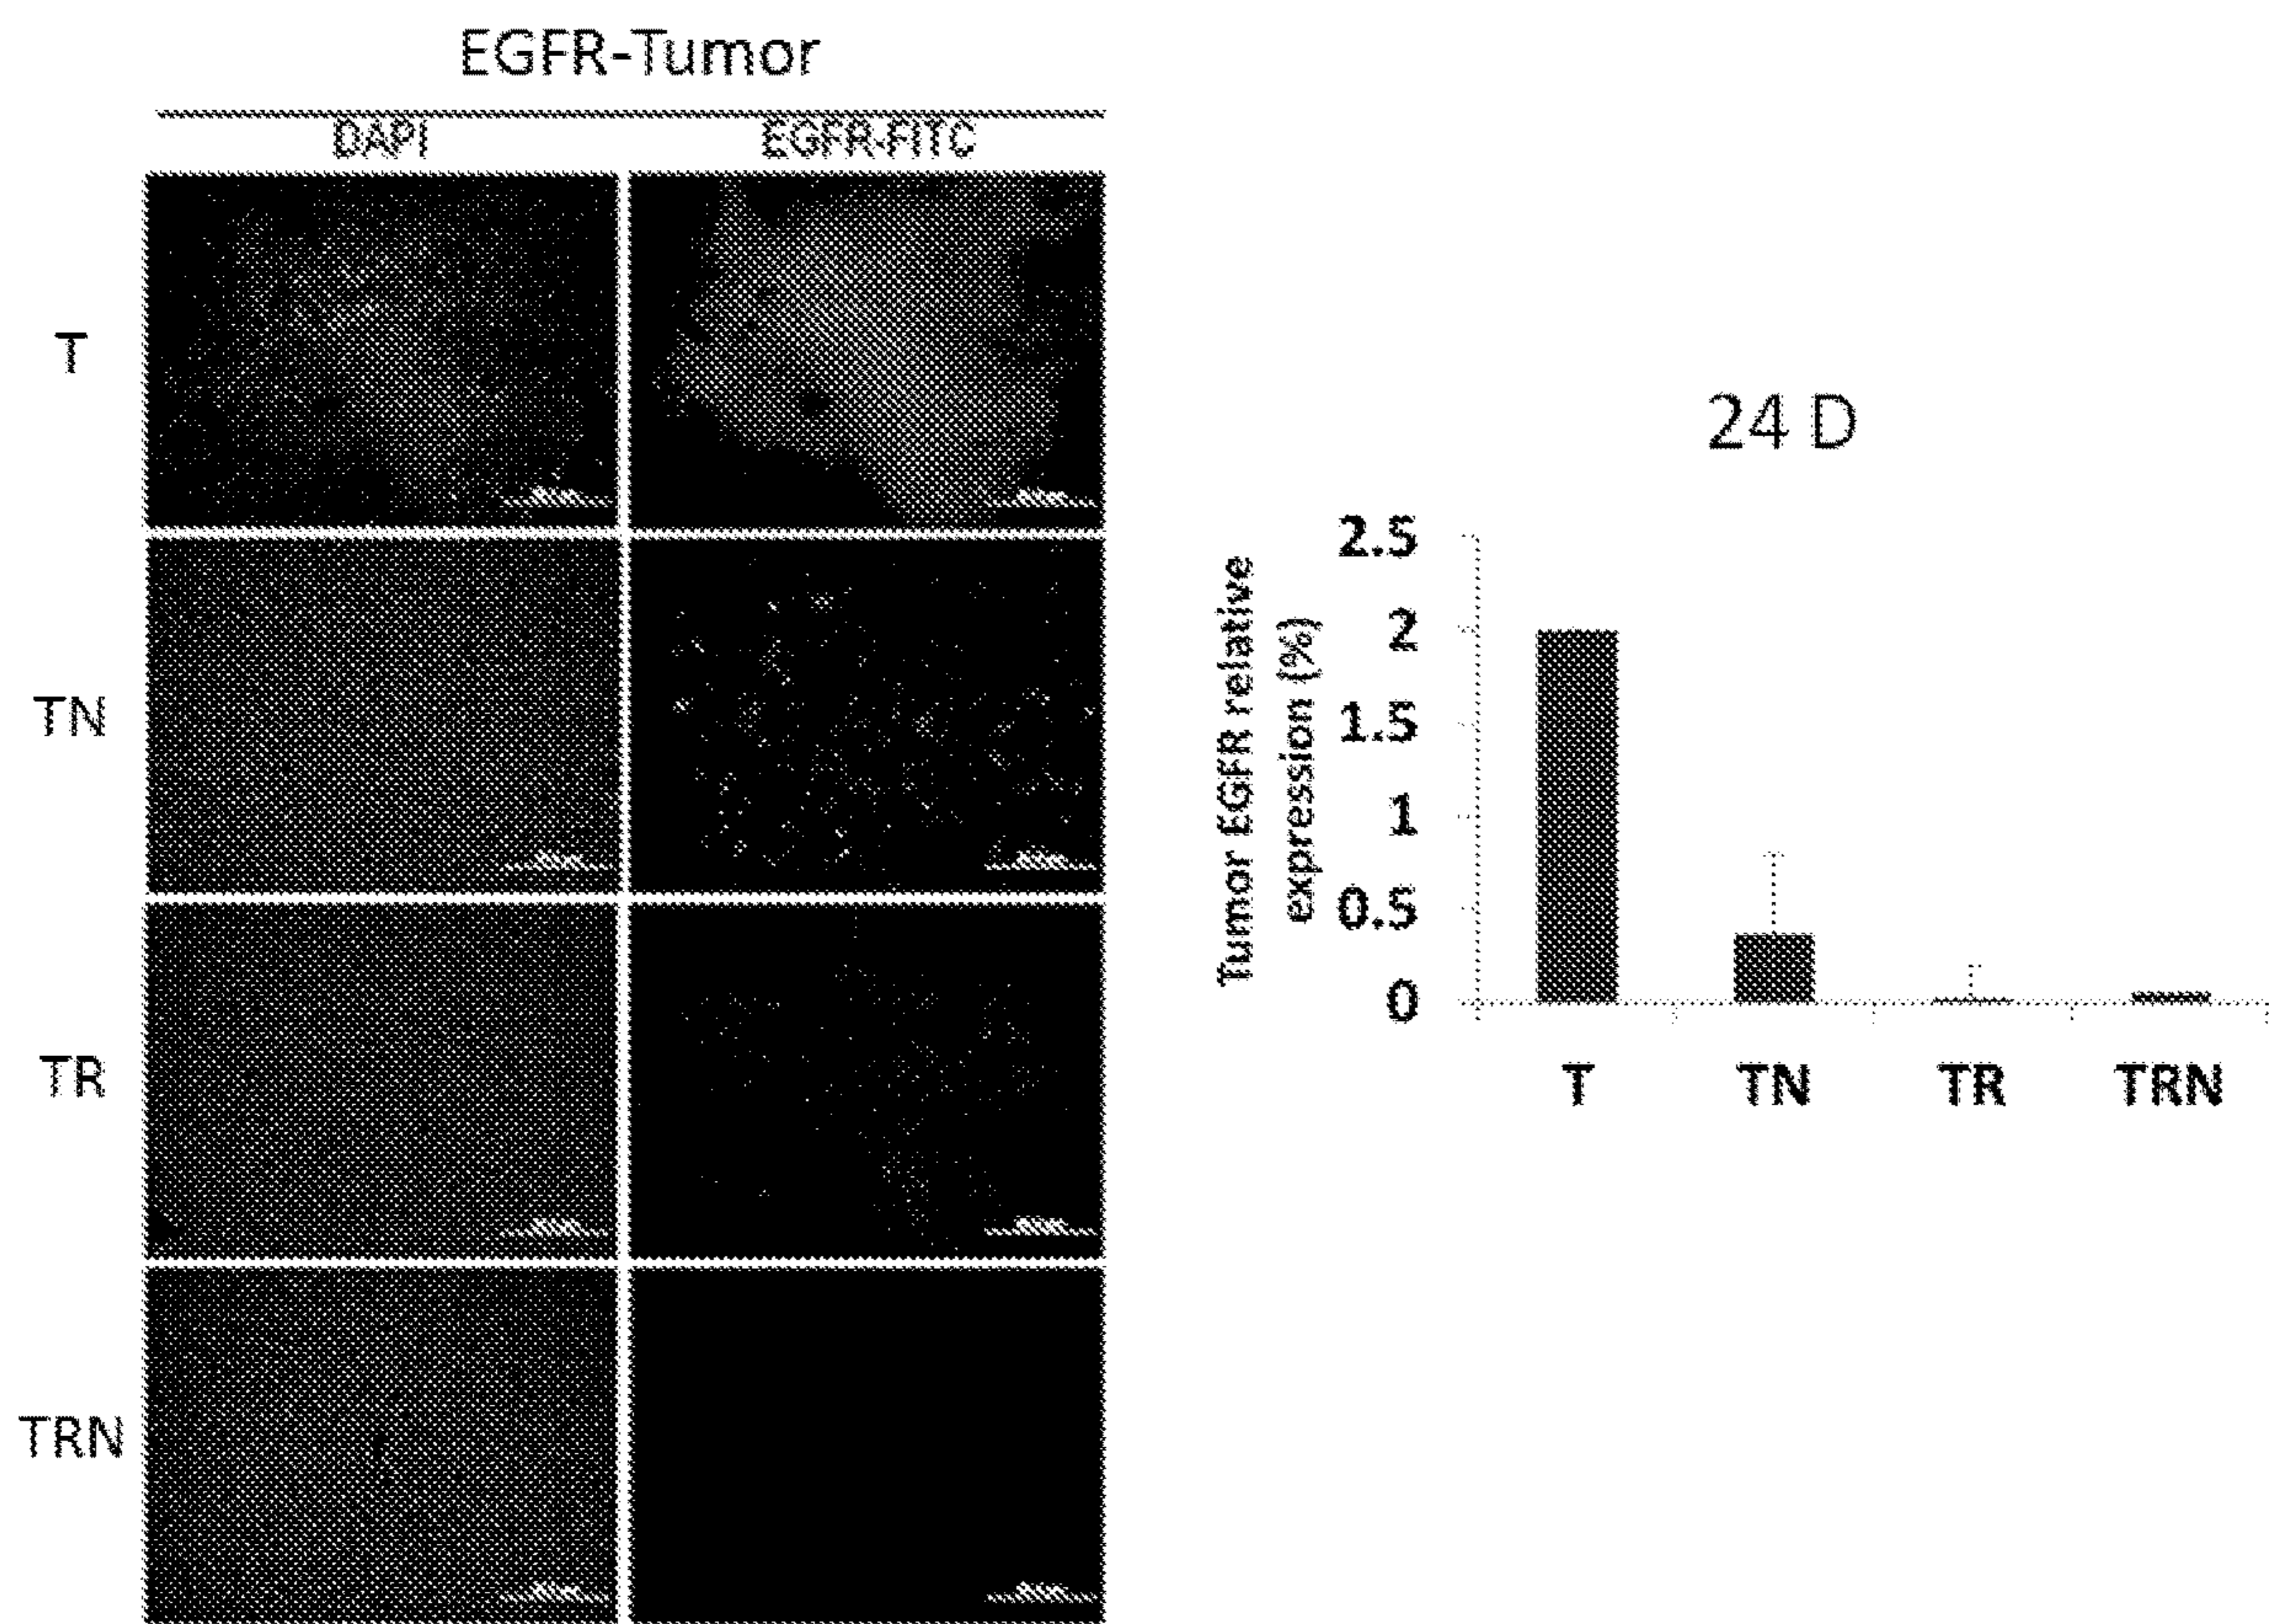 EGFR-Tumor
DAPI
EGFR-FITC
T
TN
TR
TRN
24 D
Tumor EGFR relative
expression (%)
2.5
2
1.5
1
0.5
0
T
TN
TR
TRN